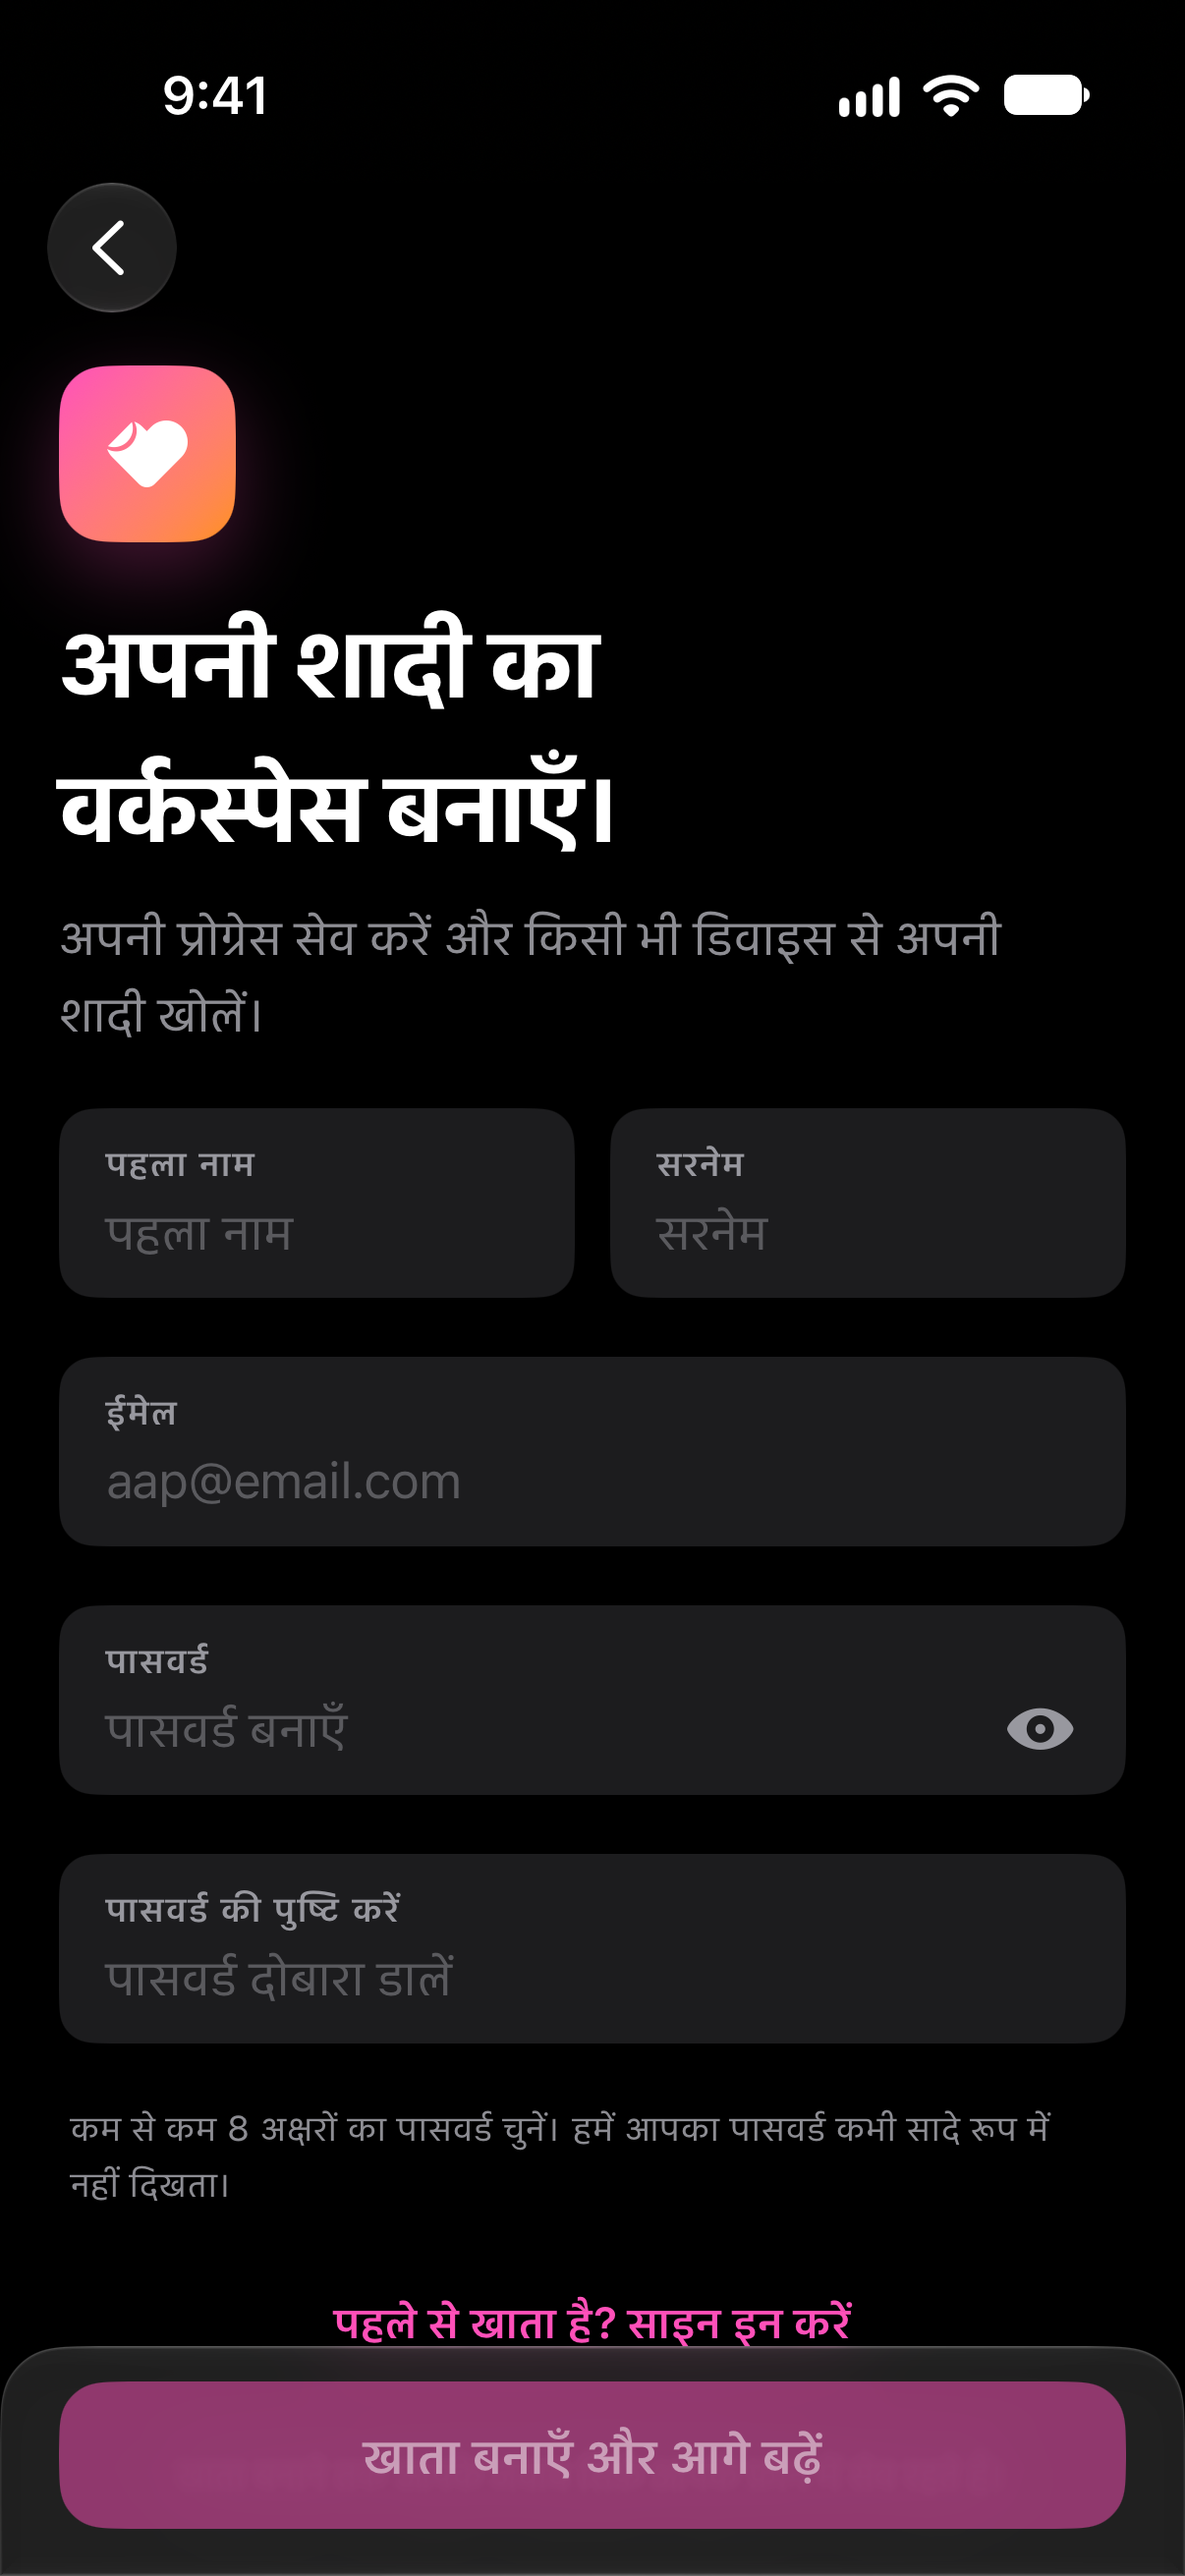 9:41
अपनी शादी का
वर्कस्पेस बनाएँ।
अपनी प्रोग्रेस सेव करें और किसी भी डिवाइस से अपनी
शादी खोलें।
पहला नाम
पहला नाम
सरनेम
सरनेम
ईमेल
aap@email.com
पासवर्ड
पासवर्ड बनाएँ
पासवर्ड की पुष्टि करें
पासवर्ड दोबारा डालें
कम से कम 8 अक्षरों का पासवर्ड चुनें। हमें आपका पासवर्ड कभी सादे रूप में
नहीं दिखता।
पहले से खाता है? साइन इन करें
खाता बनाएँ और आगे बढ़ें